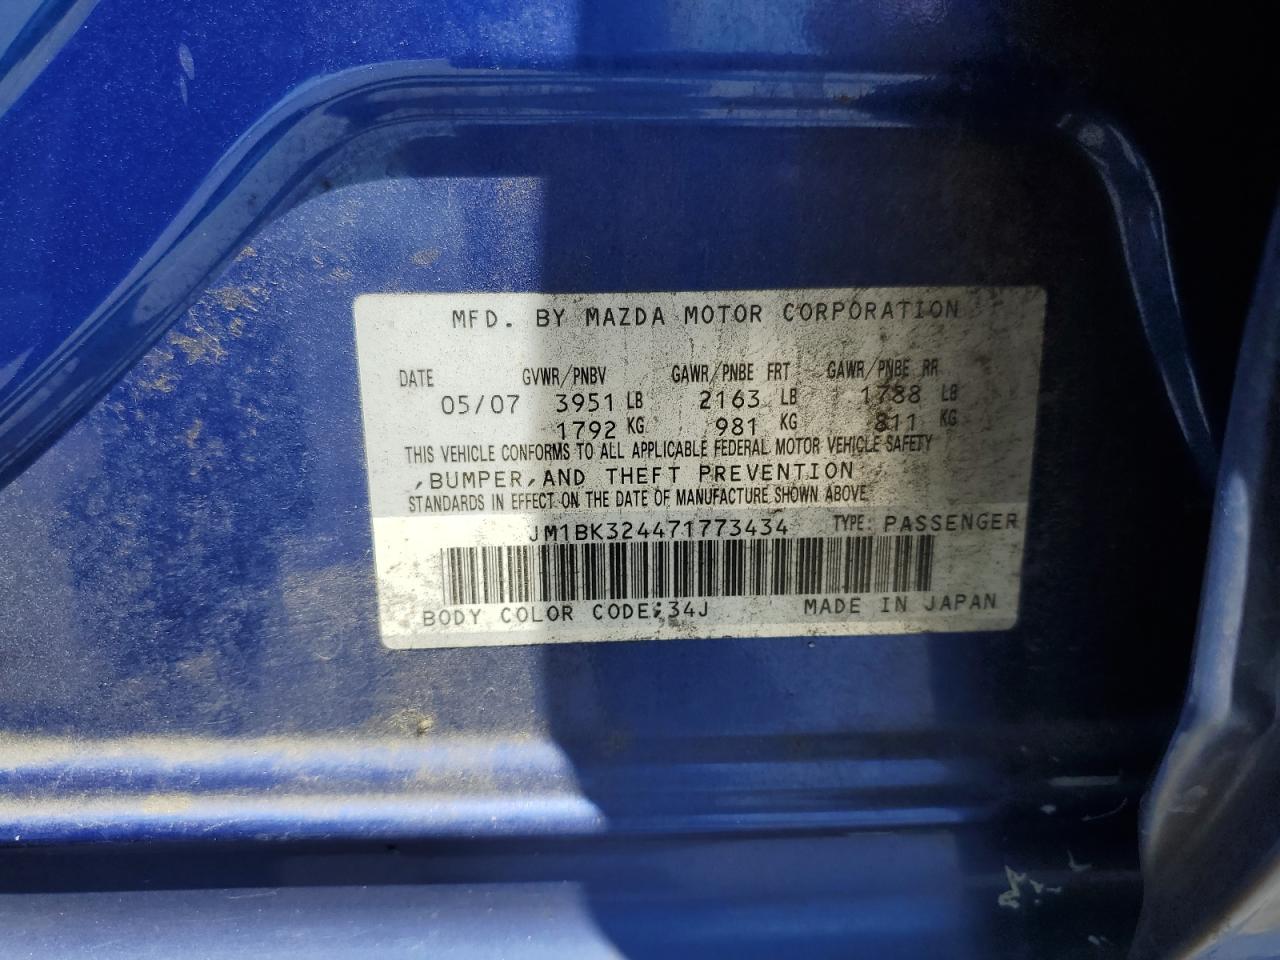 MFD. BY MAZDA MOTOR CORPORATION
DATE GVWR/PNBV GAWR/PNBE FRT GAWR/PNBE RR
05/07 3951 LB 2163 LB 1788 LB
1792 KG 981 KG 811 KG
THIS VEHICLE CONFORMS TO ALL APPLICABLE FEDERAL MOTOR VEHICLE SAFETY
,BUMPER,AND THEFT PREVENTION
STANDARDS IN EFFECT ON THE DATE OF MANUFACTURE SHOWN ABOVE
JM1BK324471773434 TYPE: PASSENGER
BODY COLOR CODE:34J MADE IN JAPAN